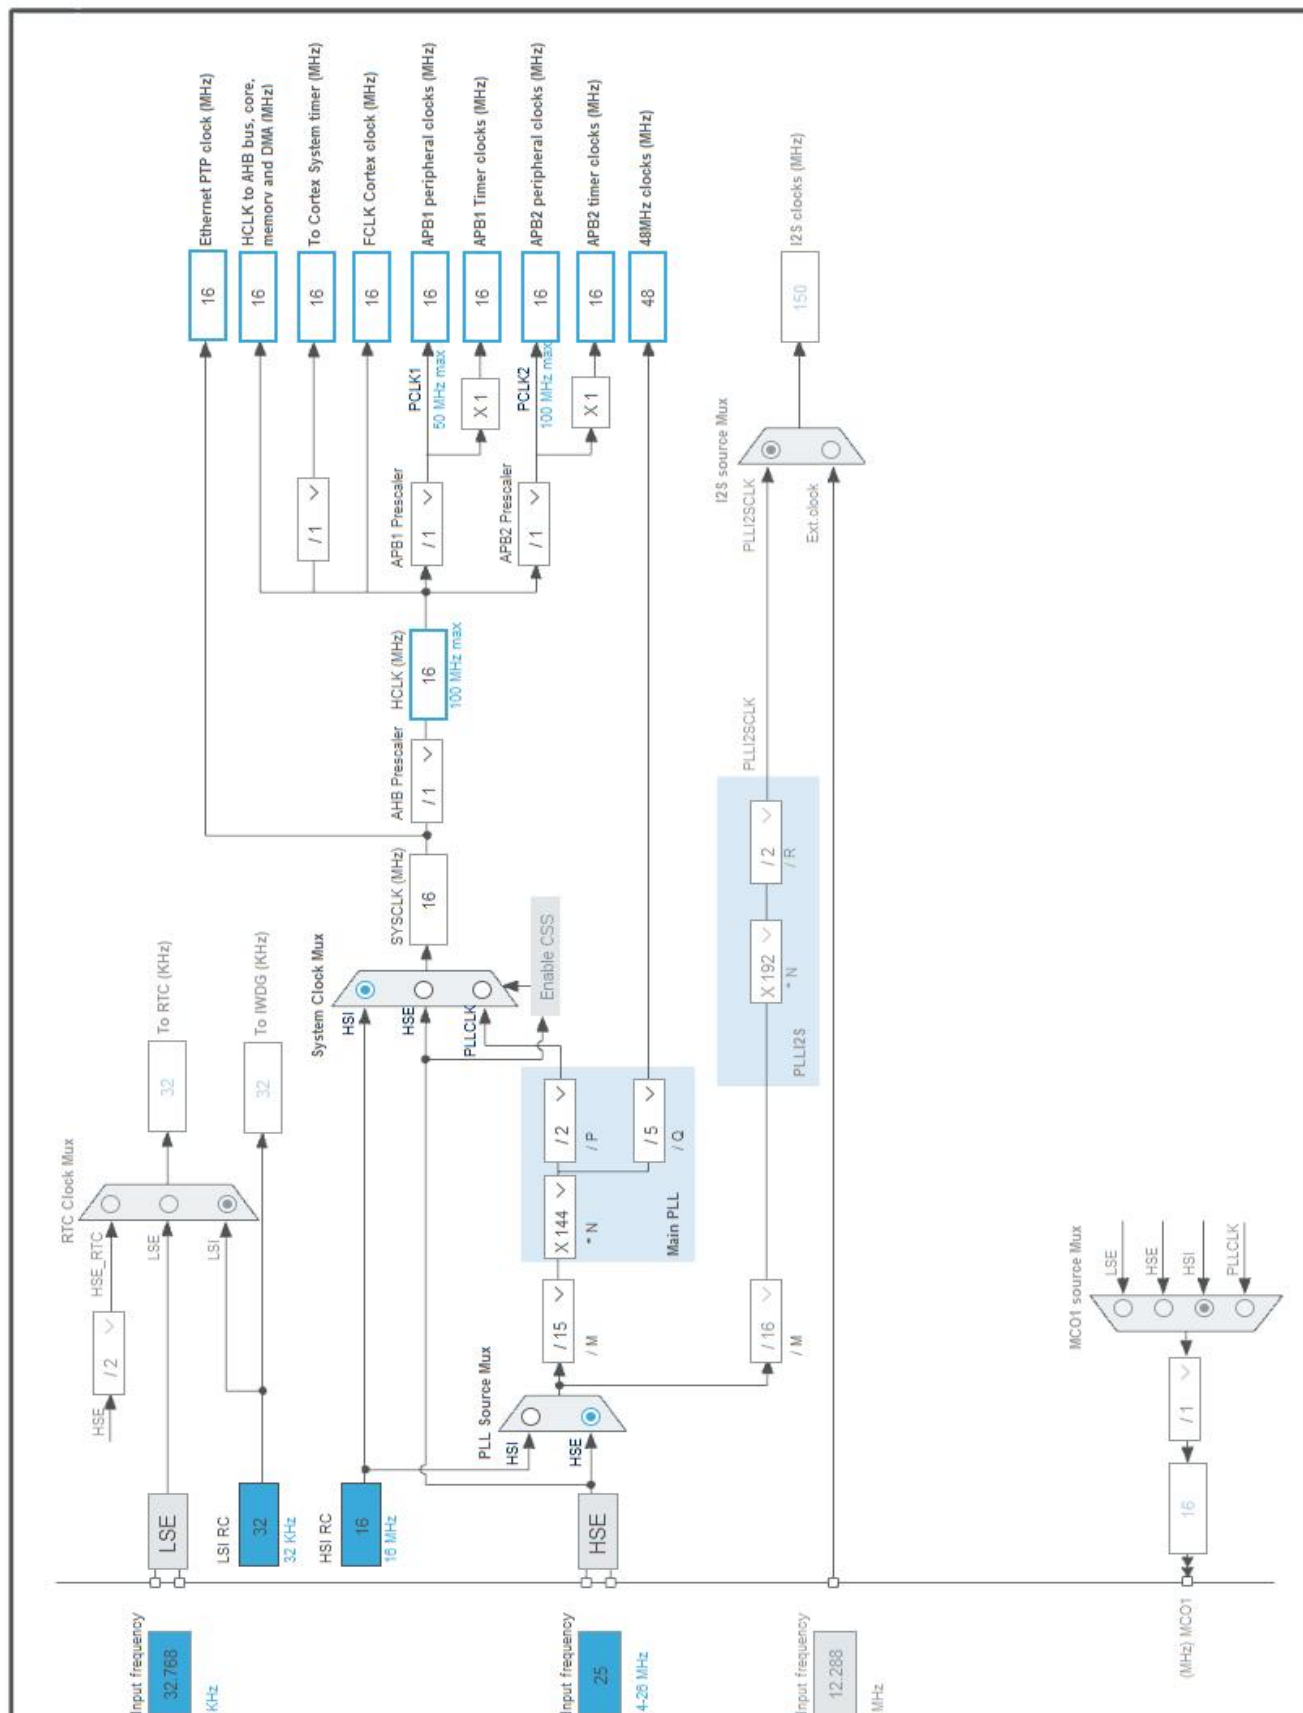 Input frequency
32.768
KHz
LSE
HSE
/ 2
HSE_RTC
LSE
LSI
RTC Clock Mux
32
To RTC (KHz)
LSI RC
32
32 KHz
32
To IWDG (KHz)
HSI RC
16
16 MHz
Input frequency
25
4-26 MHz
HSE
PLL Source Mux
HSI
HSE
/ 15
/ M
X 144
* N
/ 2
/ P
/ 5
/ Q
Main PLL
System Clock Mux
HSI
HSE
PLLCLK
Enable CSS
SYSCLK (MHz)
16
AHB Prescaler
/ 1
HCLK (MHz)
16
100 MHz max
/ 1
APB1 Prescaler
/ 1
PCLK1
50 MHz max
X 1
APB2 Prescaler
/ 1
PCLK2
100 MHz max
X 1
16
Ethernet PTP clock (MHz)
16
HCLK to AHB bus, core,
memory and DMA (MHz)
16
To Cortex System timer (MHz)
16
FCLK Cortex clock (MHz)
16
APB1 peripheral clocks (MHz)
16
APB1 Timer clocks (MHz)
16
APB2 peripheral clocks (MHz)
16
APB2 timer clocks (MHz)
48
48MHz clocks (MHz)
/ 16
/ M
X 192
* N
/ 2
/ R
PLLI2S
PLLI2SCLK
PLLI2SCLK
I2S source Mux
Ext.clock
150
I2S clocks (MHz)
Input frequency
12.288
MHz
(MHz) MCO1
16
/ 1
MCO1 source Mux
LSE
HSE
HSI
PLLCLK